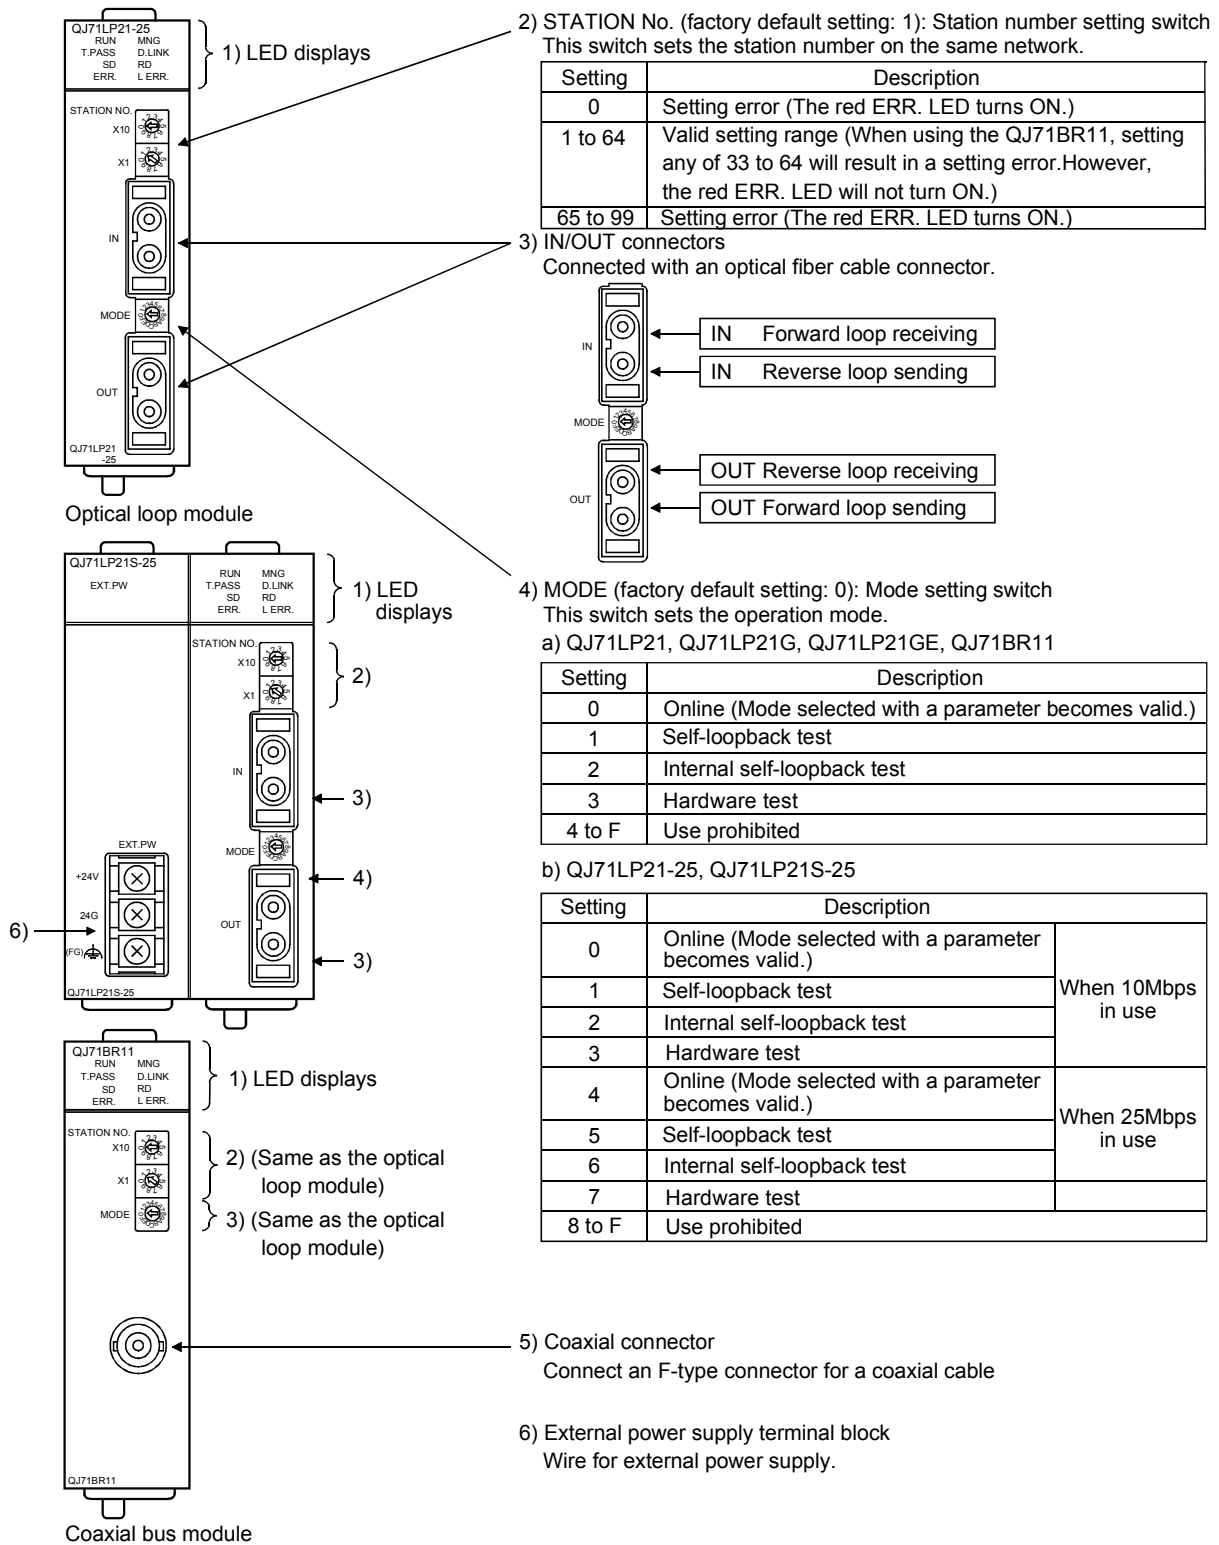 QJ71LP21-25
RUN MNG
T.PASS D.LINK
SD RD
ERR. L ERR.
1) LED displays
STATION NO.
X10
X1
IN
MODE
OUT
QJ71LP21
-25
Optical loop module
2) STATION No. (factory default setting: 1): Station number setting switch
This switch sets the station number on the same network.
Setting Description
0 Setting error (The red ERR. LED turns ON.)
1 to 64 Valid setting range (When using the QJ71BR11, setting
any of 33 to 64 will result in a setting error.However,
the red ERR. LED will not turn ON.)
65 to 99 Setting error (The red ERR. LED turns ON.)
3) IN/OUT connectors
Connected with an optical fiber cable connector.
IN
MODE
OUT
IN Forward loop receiving
IN Reverse loop sending
OUT Reverse loop receiving
OUT Forward loop sending
QJ71LP21S-25
EXT.PW
RUN MNG
T.PASS D.LINK
SD RD
ERR. L ERR.
1) LED
displays
STATION NO.
X10
X1
2)
IN
3)
MODE
4)
OUT
3)
EXT.PW
+24V
24G
(FG)
6)
QJ71LP21S-25
4) MODE (factory default setting: 0): Mode setting switch
This switch sets the operation mode.
a) QJ71LP21, QJ71LP21G, QJ71LP21GE, QJ71BR11
Setting Description
0 Online (Mode selected with a parameter becomes valid.)
1 Self-loopback test
2 Internal self-loopback test
3 Hardware test
4 to F Use prohibited
b) QJ71LP21-25, QJ71LP21S-25
Setting Description
0 Online (Mode selected with a parameter
becomes valid.)
1 Self-loopback test
2 Internal self-loopback test
3 Hardware test
When 10Mbps
in use
4 Online (Mode selected with a parameter
becomes valid.)
5 Self-loopback test
6 Internal self-loopback test
When 25Mbps
in use
7 Hardware test
8 to F Use prohibited
QJ71BR11
RUN MNG
T.PASS D.LINK
SD RD
ERR. L ERR.
1) LED displays
STATION NO.
X10
X1
MODE
2) (Same as the optical
loop module)
3) (Same as the optical
loop module)
QJ71BR11
Coaxial bus module
5) Coaxial connector
Connect an F-type connector for a coaxial cable
6) External power supply terminal block
Wire for external power supply.